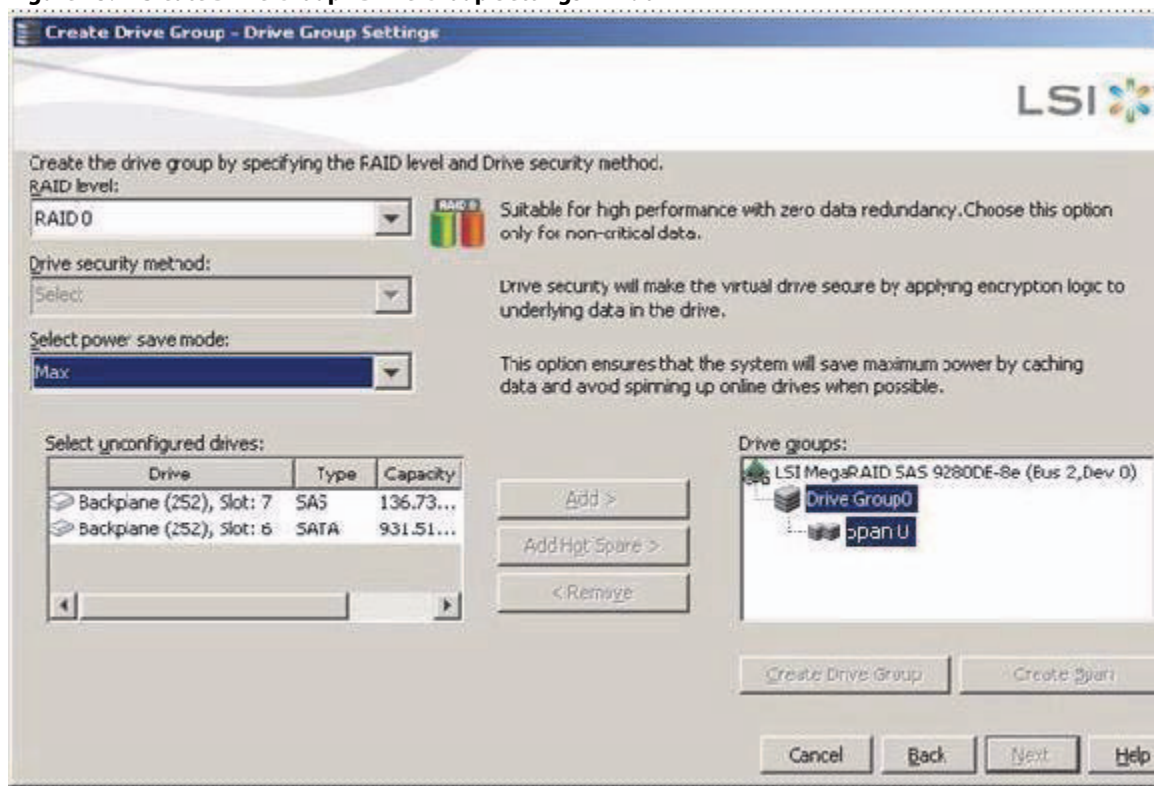 Create Drive Group - Drive Group Settings
LSI
Create the drive group by specifying the RAID level and Drive security method.
RAID level:
RAID 0
RAID 0
Suitable for high performance with zero data redundancy.Choose this option
only for non-critical data.
Drive security method:
Select
Drive security will make the virtual drive secure by applying encrypton logic to
underlying data in the drive.
Select power save mode:
Max
This option ensures that the system will save maximum power by caching
data and avoid spinning up online drives when possible.
Select unconfigured drives:
Drive Type Capacity
Backplane (252), Slot: 7 SAS 136.73...
Backplane (252), Slot: 6 SATA 931.51...
Add >
Add Hot Spare >
< Remove
Drive groups:
LSI MegaRAID SAS 9280DE-8e (Bus 2,Dev 0)
Drive Group0
Span 0
Create Drive Group
Create Span
Cancel
Back
Next
Help